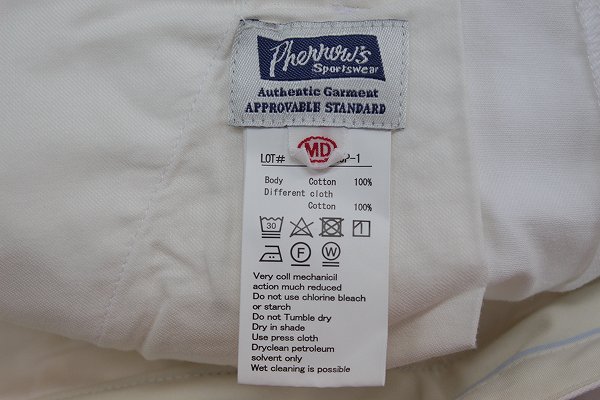 Pherrow's
Sportswear
Authentic Garment
APPROVABLE STANDARD
MD
LOT# P-1
Body Cotton 100%
Different cloth
Cotton 100%
30
F W
Very coll mechanicil
action much reduced
Do not use chlorine bleach
or starch
Do not Tumble dry
Dry in shade
Use press cloth
Dryclean petroleum
solvent only
Wet cleaning is possible